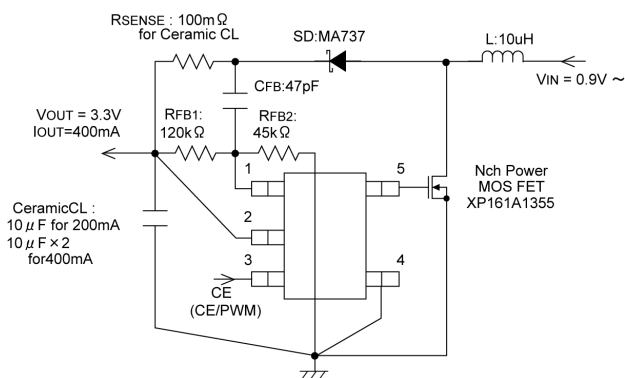 RSENSE : 100mΩ
for Ceramic CL
SD:MA737
L:10uH
VIN = 0.9V ～
CFB:47pF
VOUT = 3.3V
IOUT=400mA
RFB1:
120kΩ
RFB2:
45kΩ
1
5
Nch Power
MOS FET
XP161A1355
CeramicCL :
10 μ F for 200mA
10 μ F × 2
for400mA
2
3
4
CE
(CE/PWM)